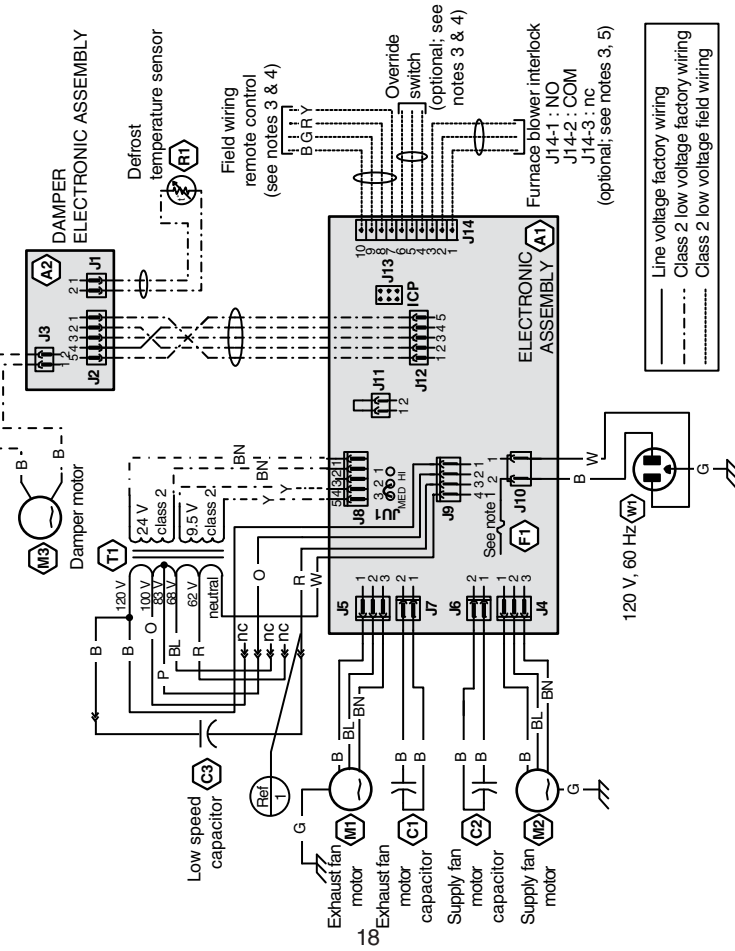 DAMPER
ELECTRONIC ASSEMBLY
A2
J3
1 2
J2
5 4 3 2 1
J1
2 1
Defrost
temperature sensor
R1
Field wiring
remote control
(see notes 3 & 4)
B G R Y
Override
switch
(optional; see
notes 3 & 4)
Furnace blower interlock
J14-1 : NO
J14-2 : COM
J14-3 : nc
(optional; see notes 3, 5)
Line voltage factory wiring
Class 2 low voltage factory wiring
Class 2 low voltage field wiring
B
B
M3
Damper motor
T1
24 V
class 2
9.5 V
class 2
BN
BN
Y
Y
120 V
100 V
83 V
68 V
62 V
neutral
B
B
O
P
BL
R
nc
nc
nc
O
R
W
C3
Low speed
capacitor
Ref
1
G
J14
10 9 8 7 6 5 4 3 2 1
A1
ELECTRONIC
ASSEMBLY
J13
ICP
J12
1 2 3 4 5
J11
1 2
J8
5 4 3 2 1
JU1
3 2 1
MED HI
J9
4 3 2 1
J10
2 1
See note 1
F1
J5
1 2 3
J7
2 1
J6
2 1
J4
1 2 3
B
W
G
120 V, 60 Hz
W1
B
BL
BN
M1
Exhaust fan
motor
B
B
C1
Exhaust fan
motor
capacitor
B
B
C2
Supply fan
motor
capacitor
B
BL
BN
M2
Supply fan
motor
G
18